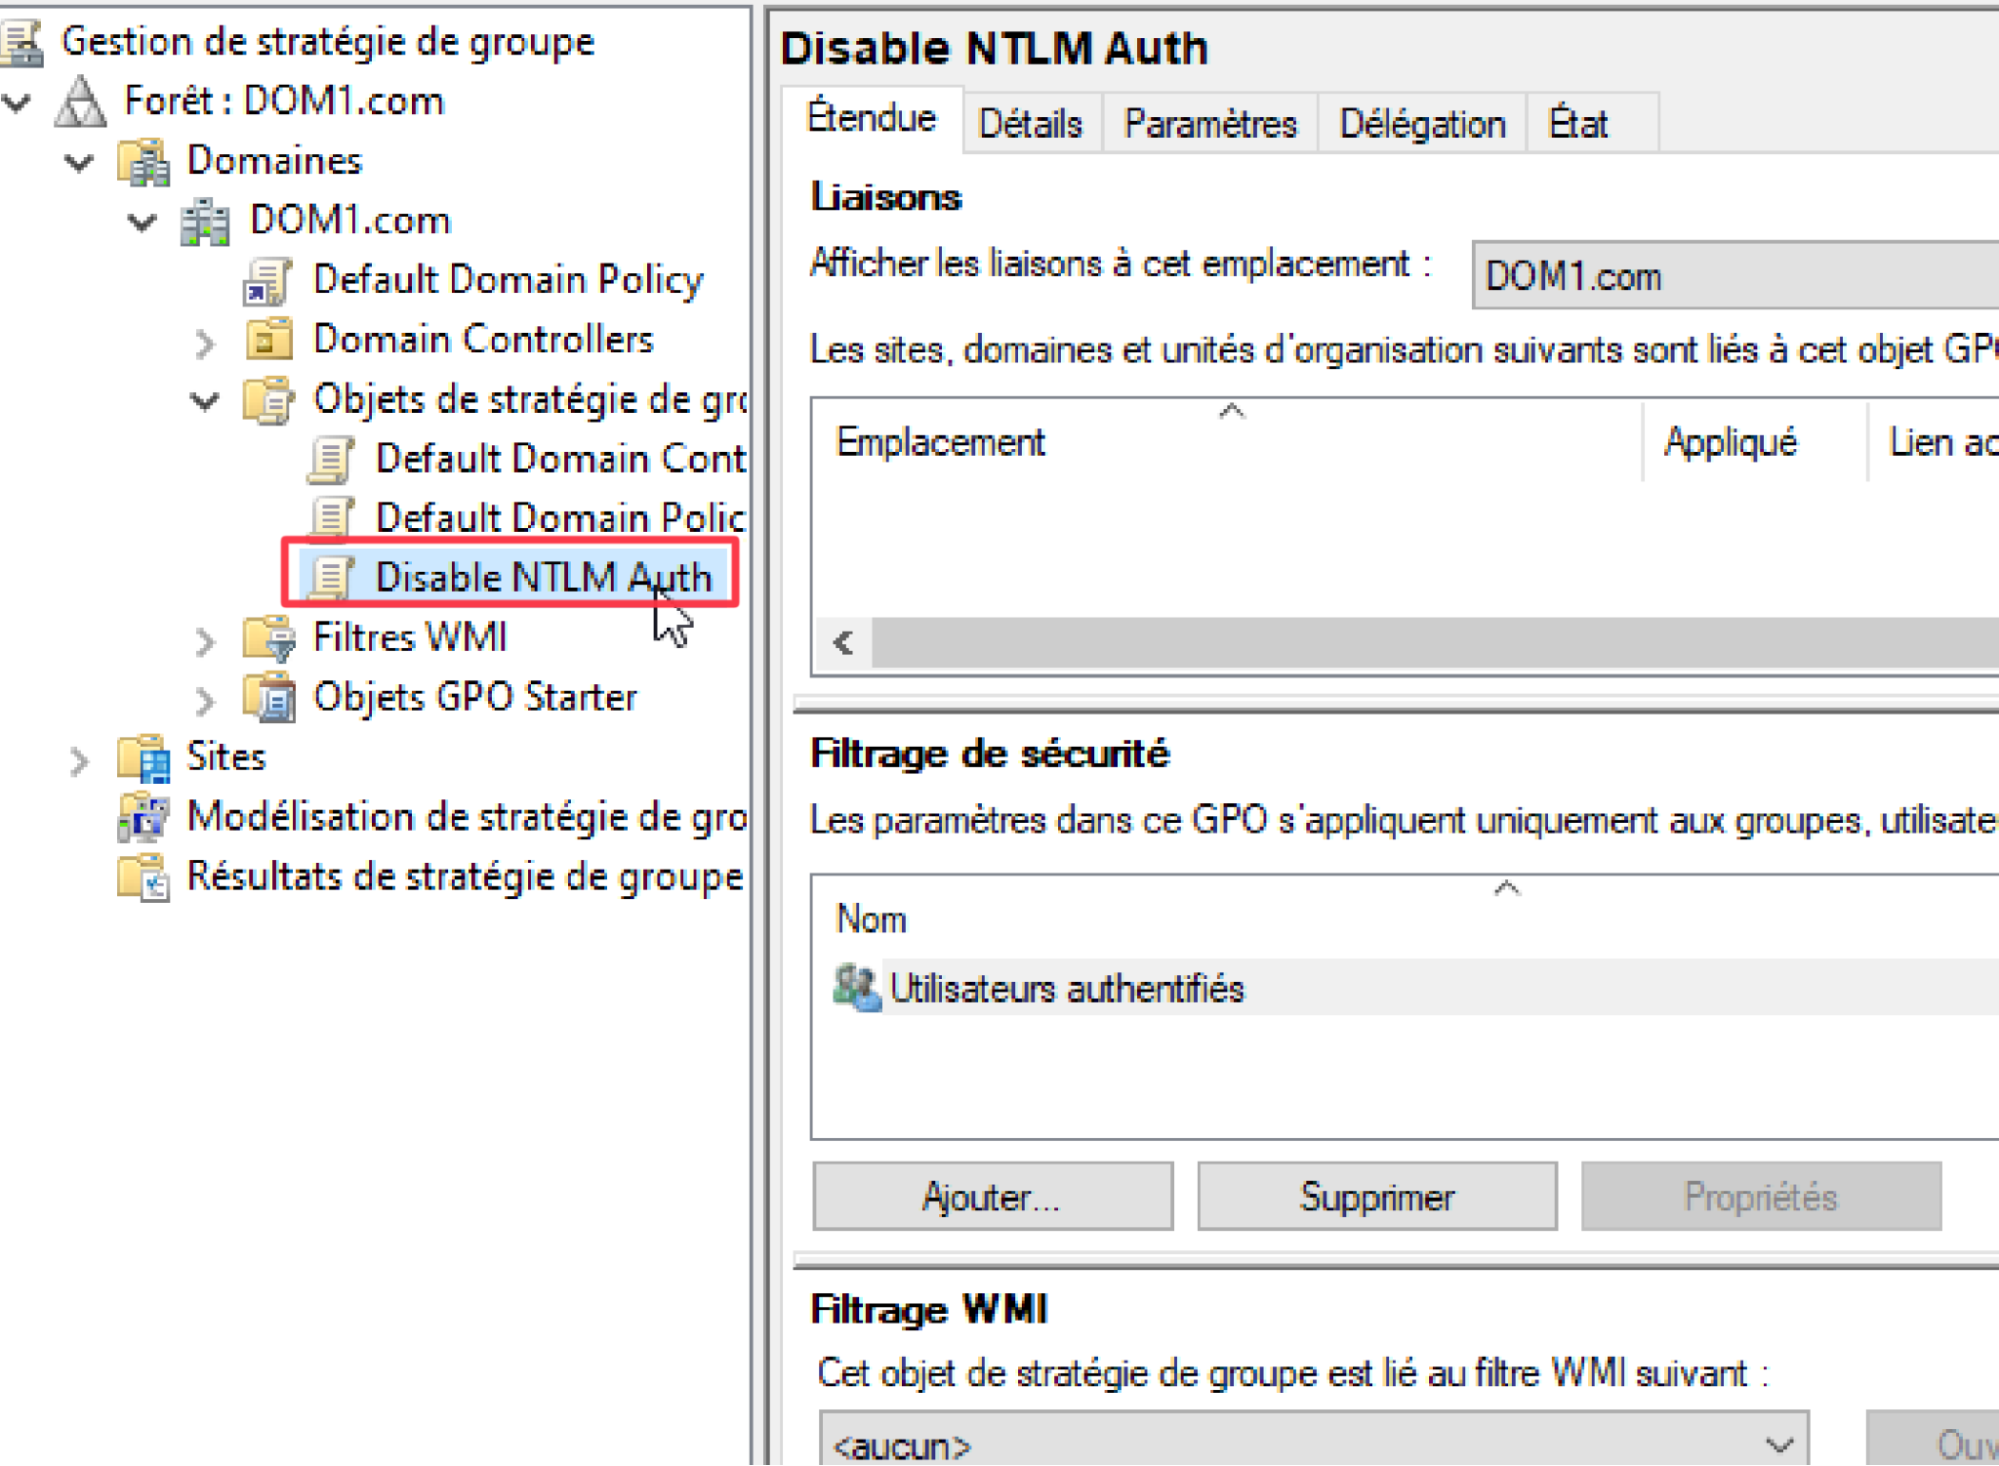 Gestion de stratégie de groupe
Forêt : DOM1.com
Domaines
DOM1.com
Default Domain Policy
Domain Controllers
Objets de stratégie de gro
Default Domain Cont
Default Domain Polic
Disable NTLM Auth
Filtres WMI
Objets GPO Starter
Sites
Modélisation de stratégie de gro
Résultats de stratégie de groupe
Disable NTLM Auth
Étendue Détails Paramètres Délégation État
Liaisons
Afficher les liaisons à cet emplacement : DOM1.com
Les sites, domaines et unités d'organisation suivants sont liés à cet objet GP
Emplacement Appliqué Lien ac
Filtrage de sécurité
Les paramètres dans ce GPO s'appliquent uniquement aux groupes, utilisate
Nom
Utilisateurs authentifiés
Ajouter... Supprimer Propriétés
Filtrage WMI
Cet objet de stratégie de groupe est lié au filtre WMI suivant :
<aucun> Ouv